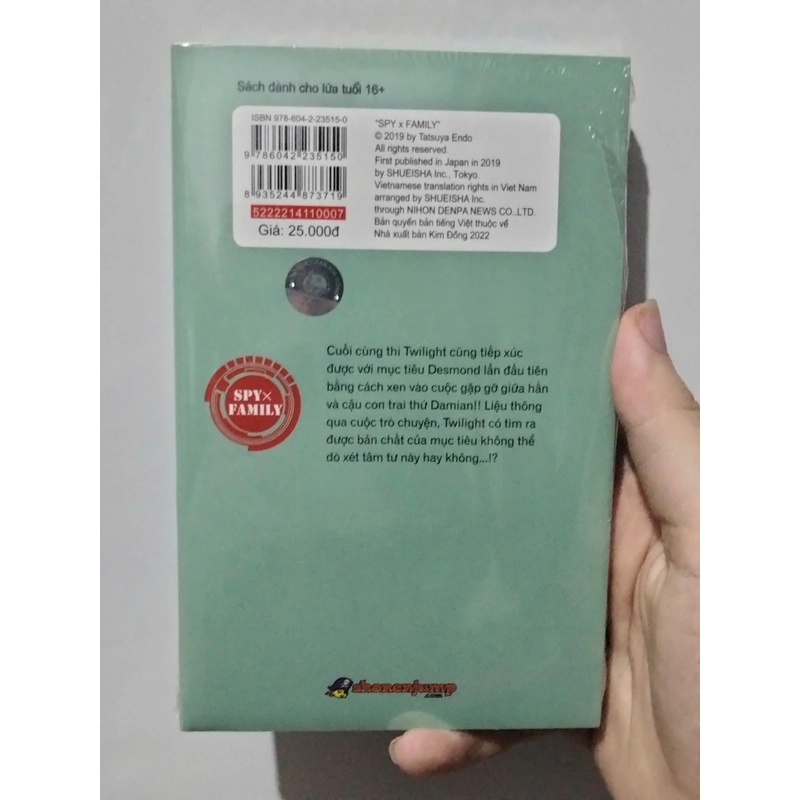 Sách dành cho lứa tuổi 16+
ISBN 978-604-2-23515-0
9 786042 235150
8 935244 873719
5222214110007
Giá: 25.000đ
"SPY x FAMILY"
© 2019 by Tatsuya Endo
All rights reserved.
First published in Japan in 2019
by SHUEISHA Inc., Tokyo.
Vietnamese translation rights in Viet Nam
arranged by SHUEISHA Inc.
through NIHON DENPA NEWS CO.,LTD.
Bản quyền bản tiếng Việt thuộc về
Nhà xuất bản Kim Đồng 2022
SPY×
FAMILY
Cuối cùng thì Twilight cũng tiếp xúc
được với mục tiêu Desmond lần đầu tiên
bằng cách xen vào cuộc gặp gỡ giữa hắn
và cậu con trai thứ Damian!! Liệu thông
qua cuộc trò chuyện, Twilight có tìm ra
được bản chất của mục tiêu không thể
dò xét tâm tư này hay không...!?
shonenjump
.com